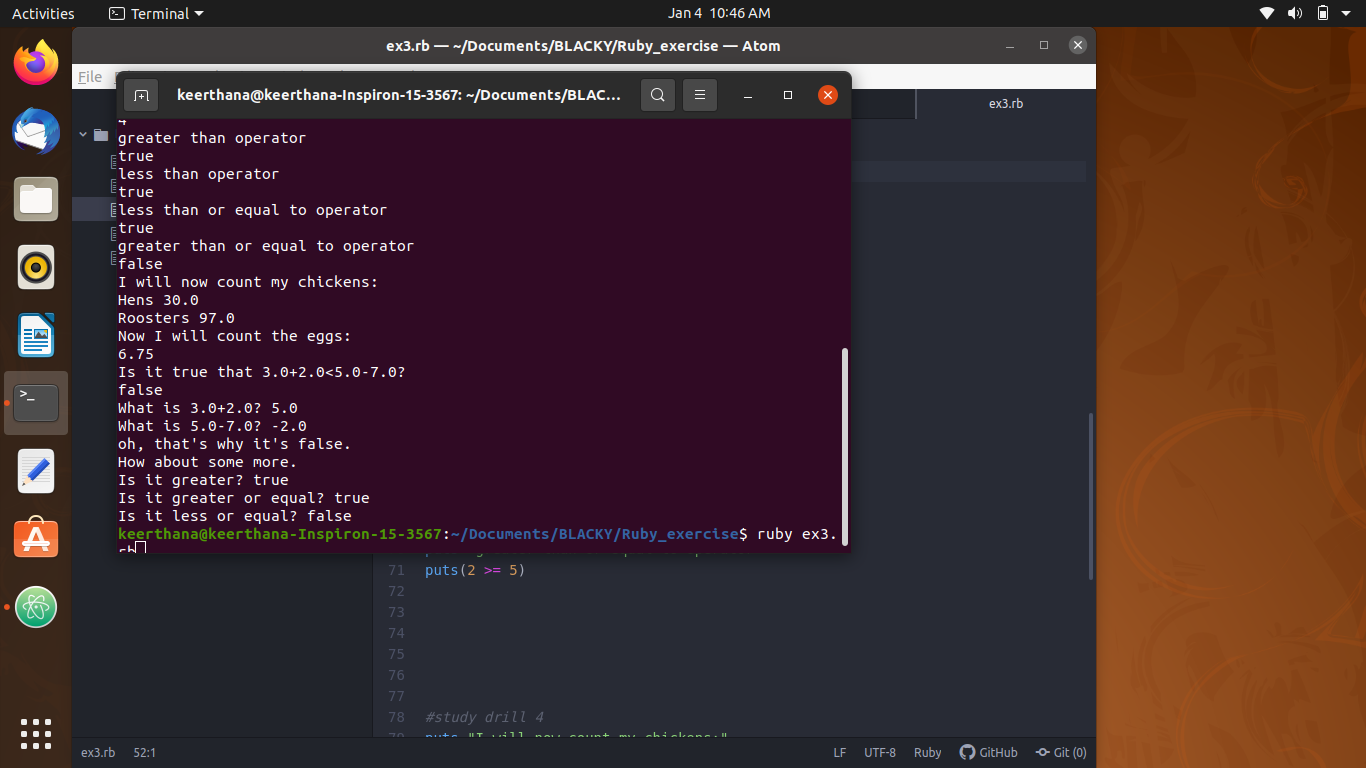 Activities Terminal Jan 4 10:46 AM
ex3.rb — ~/Documents/BLACKY/Ruby_exercise — Atom
File
keerthana@keerthana-Inspiron-15-3567: ~/Documents/BLAC...
ex3.rb
4
greater than operator
true
less than operator
true
less than or equal to operator
true
greater than or equal to operator
false
I will now count my chickens:
Hens 30.0
Roosters 97.0
Now I will count the eggs:
6.75
Is it true that 3.0+2.0<5.0-7.0?
false
What is 3.0+2.0? 5.0
What is 5.0-7.0? -2.0
oh, that's why it's false.
How about some more.
Is it greater? true
Is it greater or equal? true
Is it less or equal? false
keerthana@keerthana-Inspiron-15-3567:~/Documents/BLACKY/Ruby_exercise$ ruby ex3.
rb
71 puts(2 >= 5)
72
73
74
75
76
77
78 #study drill 4
79 puts "I will now count my chickens:"
ex3.rb 52:1 LF UTF-8 Ruby GitHub Git (0)